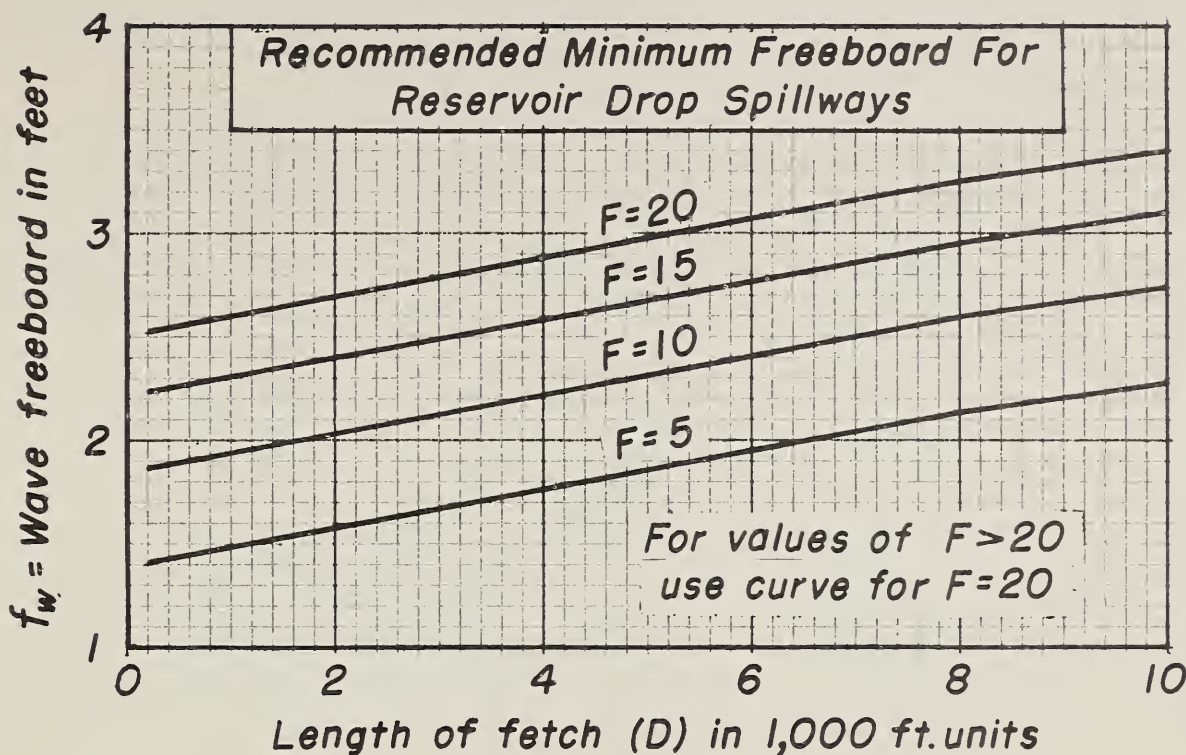 Recommended Minimum Freeboard For
Reservoir Drop Spillways
f_w = Wave freeboard in feet
4
3
2
1
F=20
F=15
F=10
F=5
For values of F>20
use curve for F=20
0 2 4 6 8 10
Length of fetch (D) in 1,000 ft. units